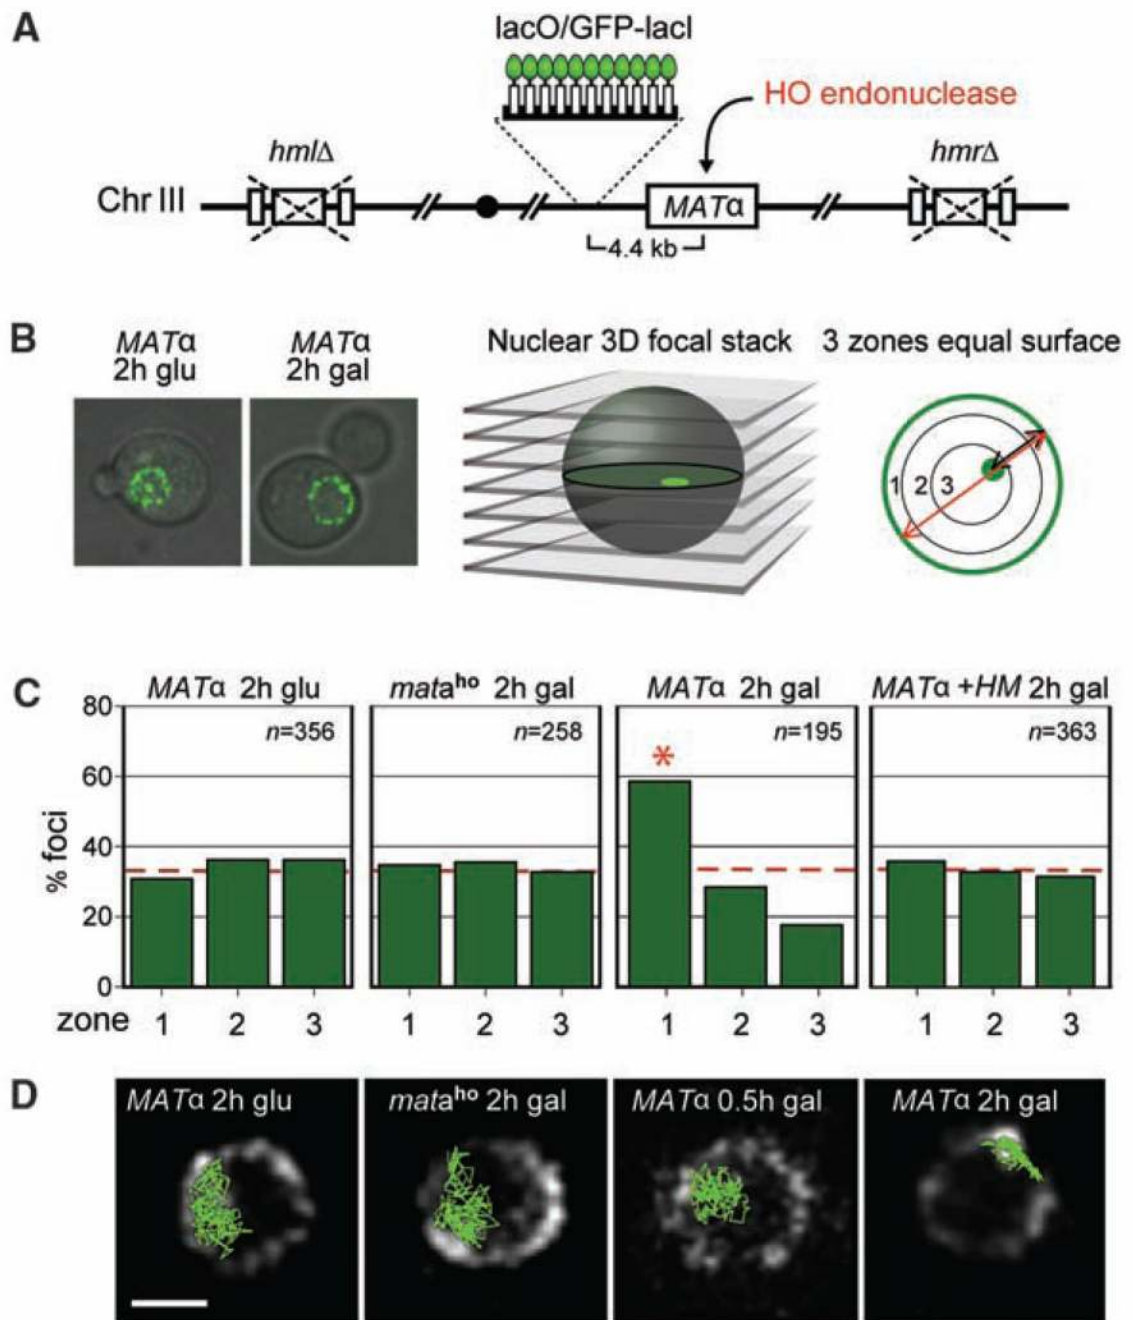 A
lacO/GFP-lacI
HO endonuclease
hmlΔ
hmrΔ
Chr III
MATα
4.4 kb
B
MATα
2h glu
MATα
2h gal
Nuclear 3D focal stack
3 zones equal surface
1 2 3
C
MATα 2h glu
mata^ho 2h gal
MATα 2h gal
MATα +HM 2h gal
n=356
n=258
n=195
n=363
*
% foci
80
60
40
20
0
zone 1 2 3 1 2 3 1 2 3 1 2 3
D
MATα 2h glu
mata^ho 2h gal
MATα 0.5h gal
MATα 2h gal